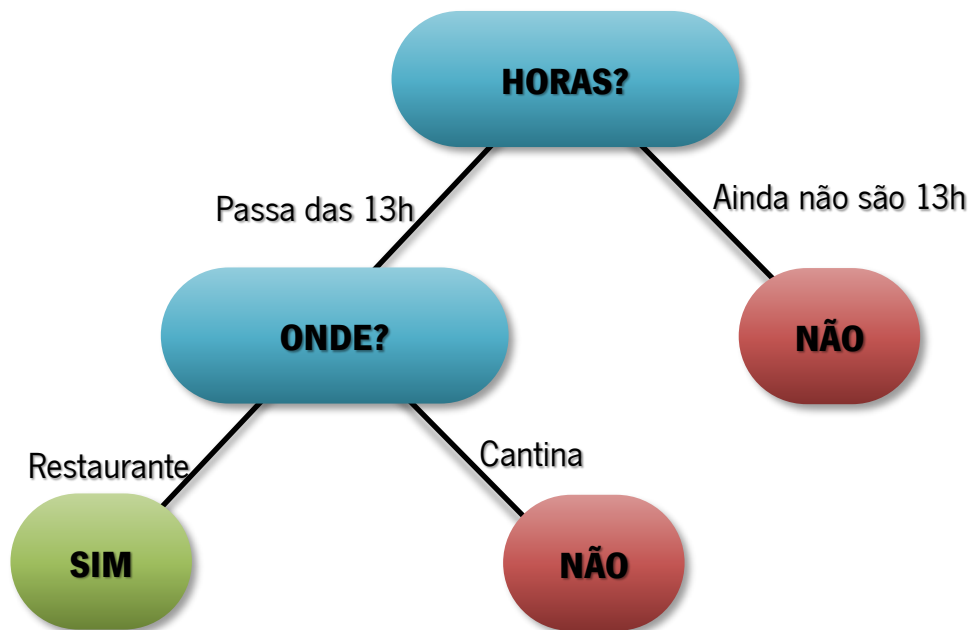 HORAS?
Passa das 13h
Ainda não são 13h
ONDE?
NÃO
Restaurante
Cantina
SIM
NÃO